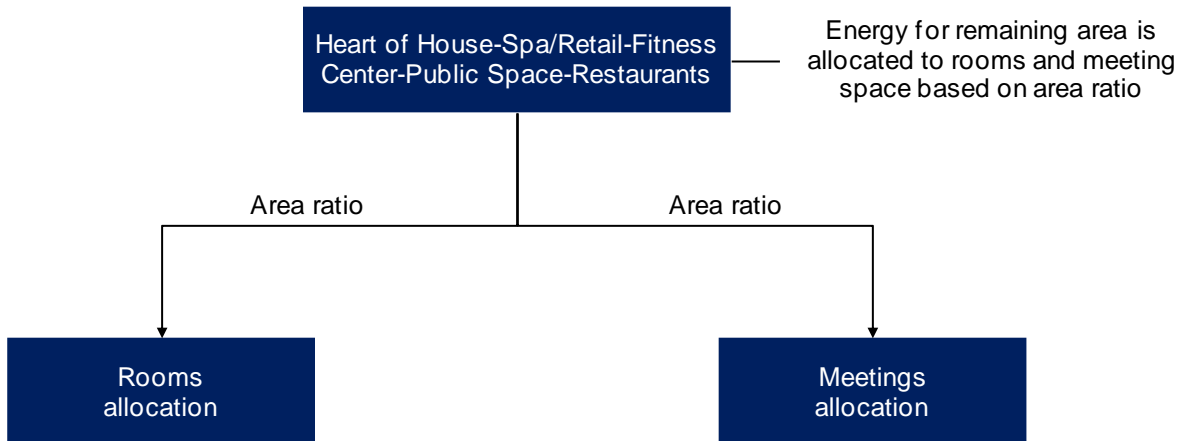 Heart of House-Spa/Retail-Fitness
Center-Public Space-Restaurants
Energy for remaining area is
allocated to rooms and meeting
space based on area ratio
Area ratio
Area ratio
Rooms
allocation
Meetings
allocation